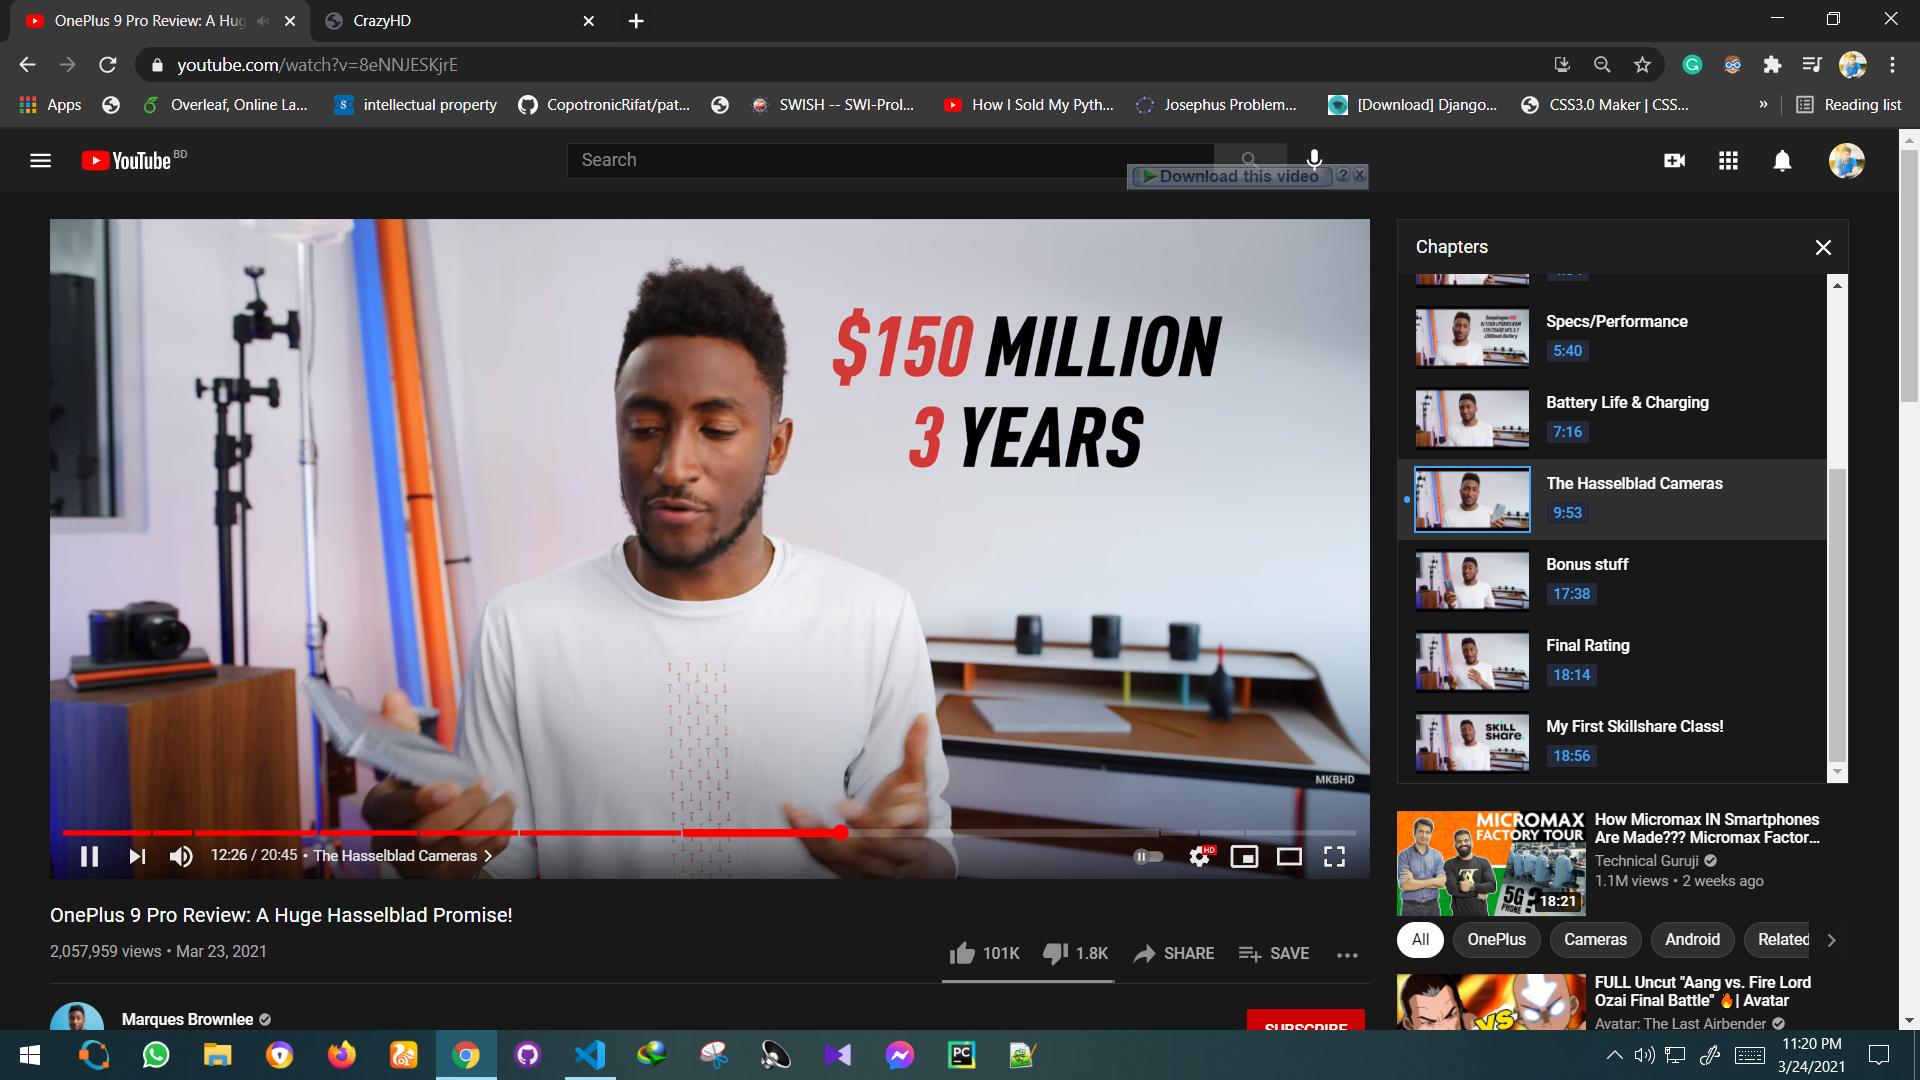 OnePlus 9 Pro Review: A Hug
CrazyHD
youtube.com/watch?v=8eNNJESKjrE
Apps
Overleaf, Online La...
intellectual property
CopotronicRifat/pat...
SWISH -- SWI-Prol...
How I Sold My Pyth...
Josephus Problem...
[Download] Django...
CSS3.0 Maker | CSS...
»
Reading list
YouTube BD
Search
Download this video
$150 MILLION
3 YEARS
MKBHD
12:26 / 20:45 • The Hasselblad Cameras
HD
OnePlus 9 Pro Review: A Huge Hasselblad Promise!
2,057,959 views • Mar 23, 2021
101K
1.8K
SHARE
SAVE
Marques Brownlee
SUBSCRIBE
Chapters
Specs/Performance
5:40
Battery Life & Charging
7:16
The Hasselblad Cameras
9:53
Bonus stuff
17:38
Final Rating
18:14
SKILL
SHare.
My First Skillshare Class!
18:56
MICROMAX
FACTORY TOUR
5G?
PHONE
18:21
How Micromax IN Smartphones
Are Made??? Micromax Factor...
Technical Guruji
1.1M views • 2 weeks ago
All
OnePlus
Cameras
Android
Related
VS
FULL Uncut "Aang vs. Fire Lord
Ozai Final Battle" 🔥| Avatar
Avatar: The Last Airbender
PC
11:20 PM
3/24/2021